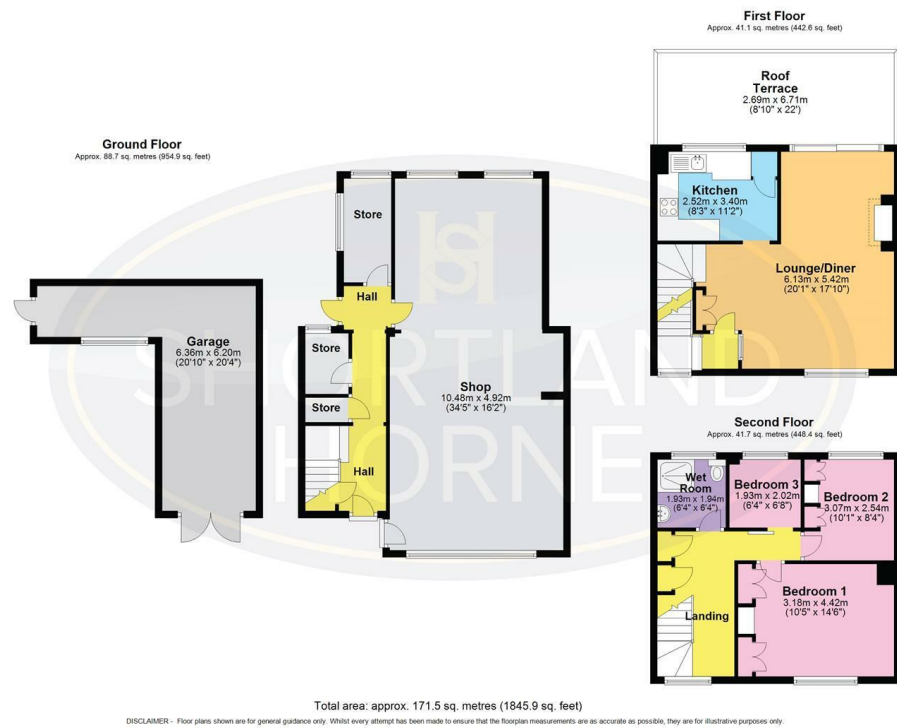 First Floor
Approx. 41.1 sq. metres (442.6 sq. feet)
Roof
Terrace
2.69m x 6.71m
(8'10" x 22')
Ground Floor
Approx. 88.7 sq. metres (954.9 sq. feet)
Kitchen
2.52m x 3.40m
(8'3" x 11'2")
Store
Lounge/Diner
6.13m x 5.42m
(20'1" x 17'10")
Hall
Garage
6.36m x 6.20m
(20'10" x 20'4")
Store
Shop
10.48m x 4.92m
(34'5" x 16'2")
Store
Hall
SHORTLAND
HORNE
Second Floor
Approx. 41.7 sq. metres (448.4 sq. feet)
Wet
Room
1.93m x 1.94m
(6'4" x 6'4")
Bedroom 3
1.93m x 2.02m
(6'4" x 6'8")
Bedroom 2
3.07m x 2.54m
(10'1" x 8'4")
Bedroom 1
3.18m x 4.42m
(10'5" x 14'6")
Landing
Total area: approx. 171.5 sq. metres (1845.9 sq. feet)
DISCLAIMER - Floor plans shown are for general guidance only. Whilst every attempt has been made to ensure that the floorplan measurements are as accurate as possible, they are for illustrative purposes only.